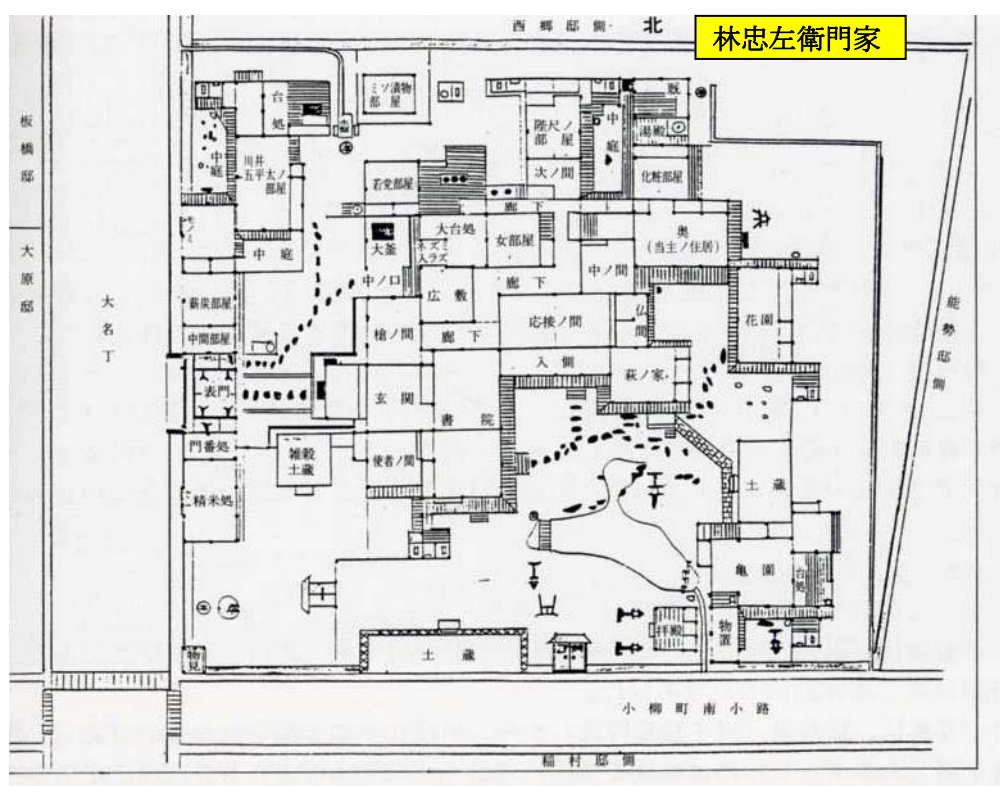 西郷邸側
北
林忠左衛門家
板橋邸
大原邸
大名丁
能勢邸側
台処
ミソ漬物
部屋
中庭
川井
五平太ノ
部屋
若党部屋
陞尺ノ
部屋
次ノ間
中庭
厩
湯殿
化粧部屋
廊下
大釜
大台処
ネズミ
入ラズ
女部屋
奥
(当主ノ住居)
モノミ
中庭
中ノ口
広敷
廊下
中ノ間
薪炭部屋
中間部屋
槍ノ間
廊下
応接ノ間
仏間
花園
入側
萩ノ家
表門
玄関
書院
門番処
雑穀
土蔵
使者ノ間
土蔵
精米処
亀園
台処
物見
土蔵
拝殿
物置
小柳町南小路
稲村邸側